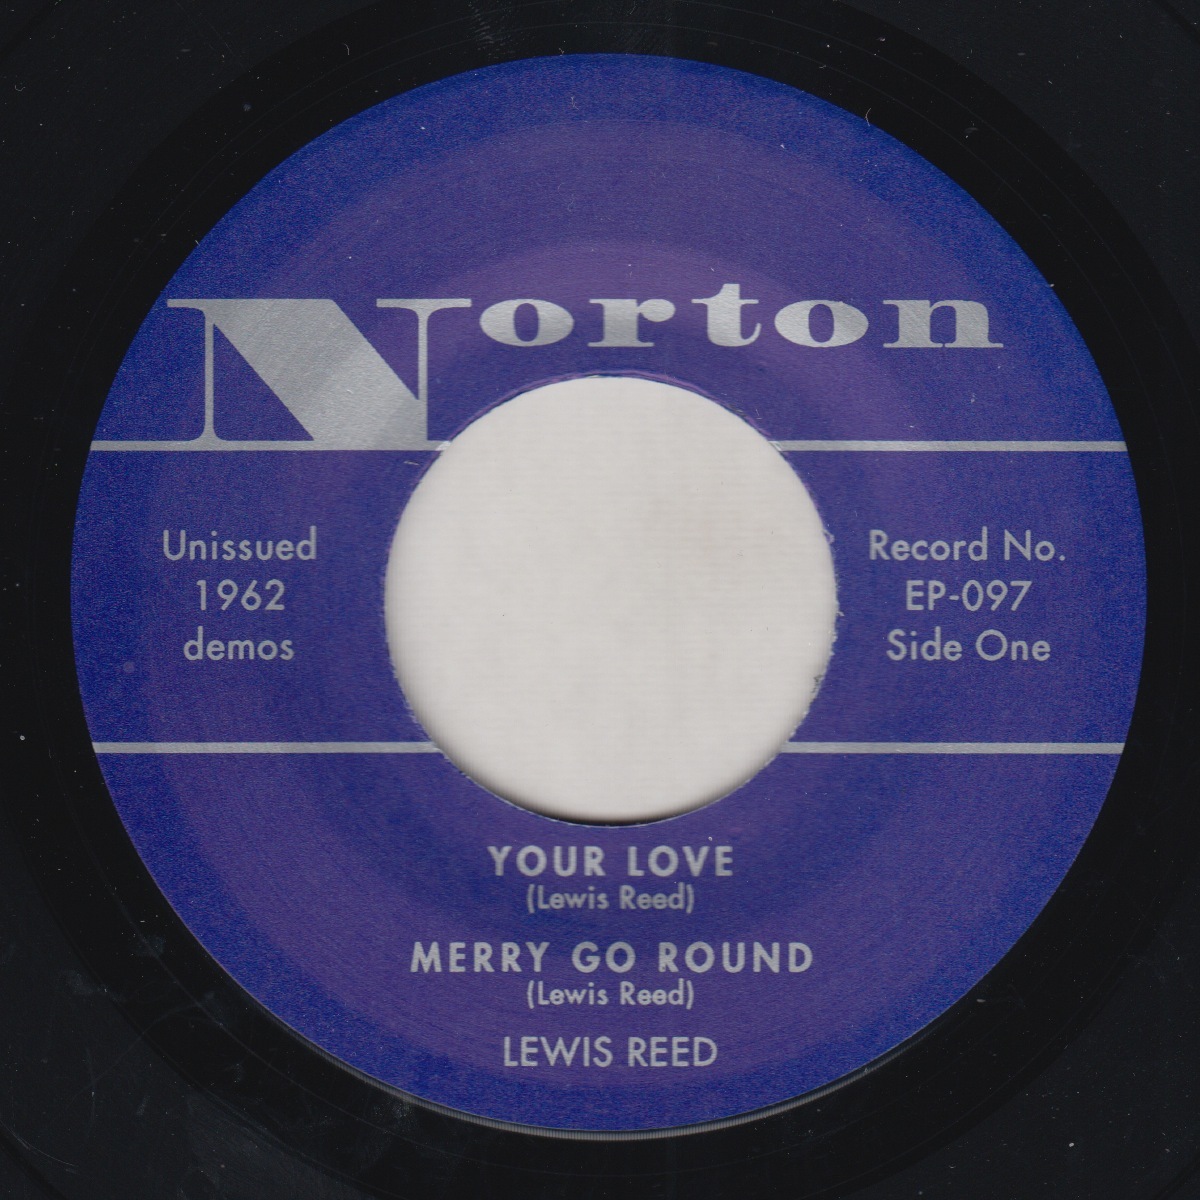 Norton
Unissued
1962
demos
Record No.
EP-097
Side One
YOUR LOVE
(Lewis Reed)
MERRY GO ROUND
(Lewis Reed)
LEWIS REED